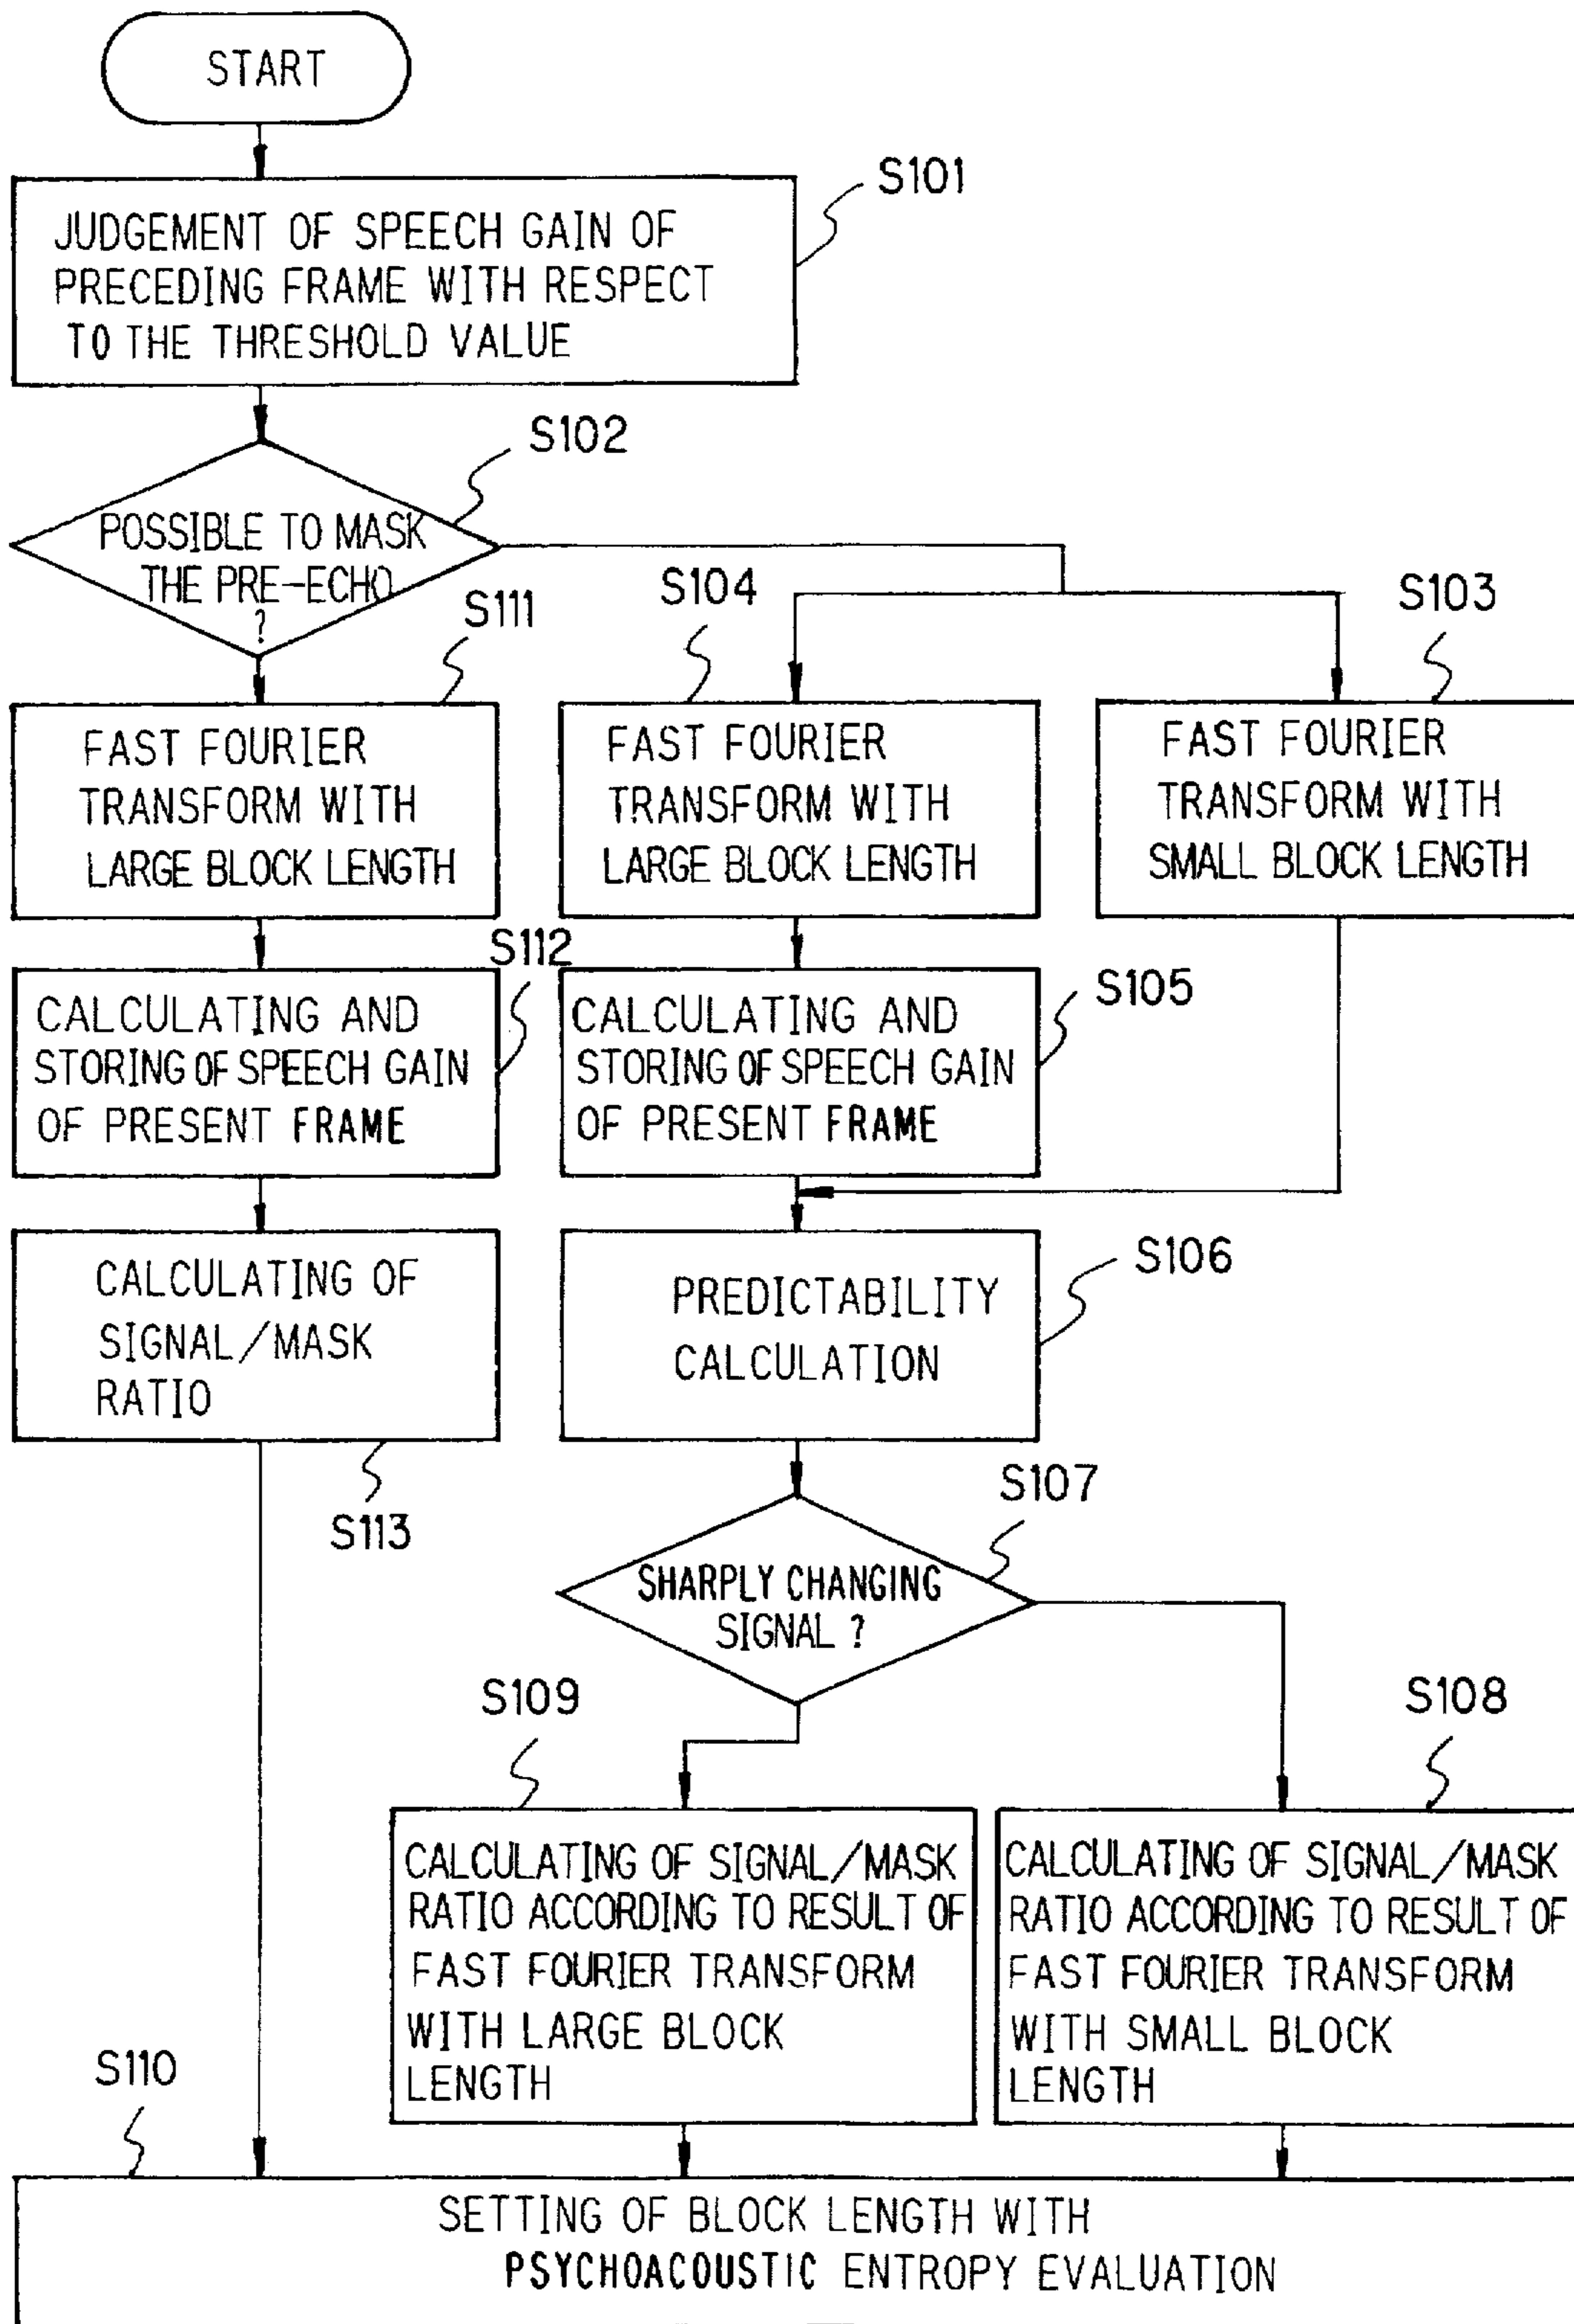 START
S101
JUDGEMENT OF SPEECH GAIN OF
PRECEDING FRAME WITH RESPECT
TO THE THRESHOLD VALUE
S102
POSSIBLE TO MASK
THE PRE-ECHO
?
S111
S104
S103
FAST FOURIER
TRANSFORM WITH
LARGE BLOCK LENGTH
FAST FOURIER
TRANSFORM WITH
LARGE BLOCK LENGTH
FAST FOURIER
TRANSFORM WITH
SMALL BLOCK LENGTH
S112
CALCULATING AND
STORING OF SPEECH GAIN
OF PRESENT FRAME
S105
CALCULATING AND
STORING OF SPEECH GAIN
OF PRESENT FRAME
CALCULATING OF
SIGNAL/MASK
RATIO
S113
S106
PREDICTABILITY
CALCULATION
S107
SHARPLY CHANGING
SIGNAL ?
S109
S108
CALCULATING OF SIGNAL/MASK
RATIO ACCORDING TO RESULT OF
FAST FOURIER TRANSFORM
WITH LARGE BLOCK
LENGTH
CALCULATING OF SIGNAL/MASK
RATIO ACCORDING TO RESULT OF
FAST FOURIER TRANSFORM
WITH SMALL BLOCK
LENGTH
S110
SETTING OF BLOCK LENGTH WITH
PSYCHOACOUSTIC ENTROPY EVALUATION